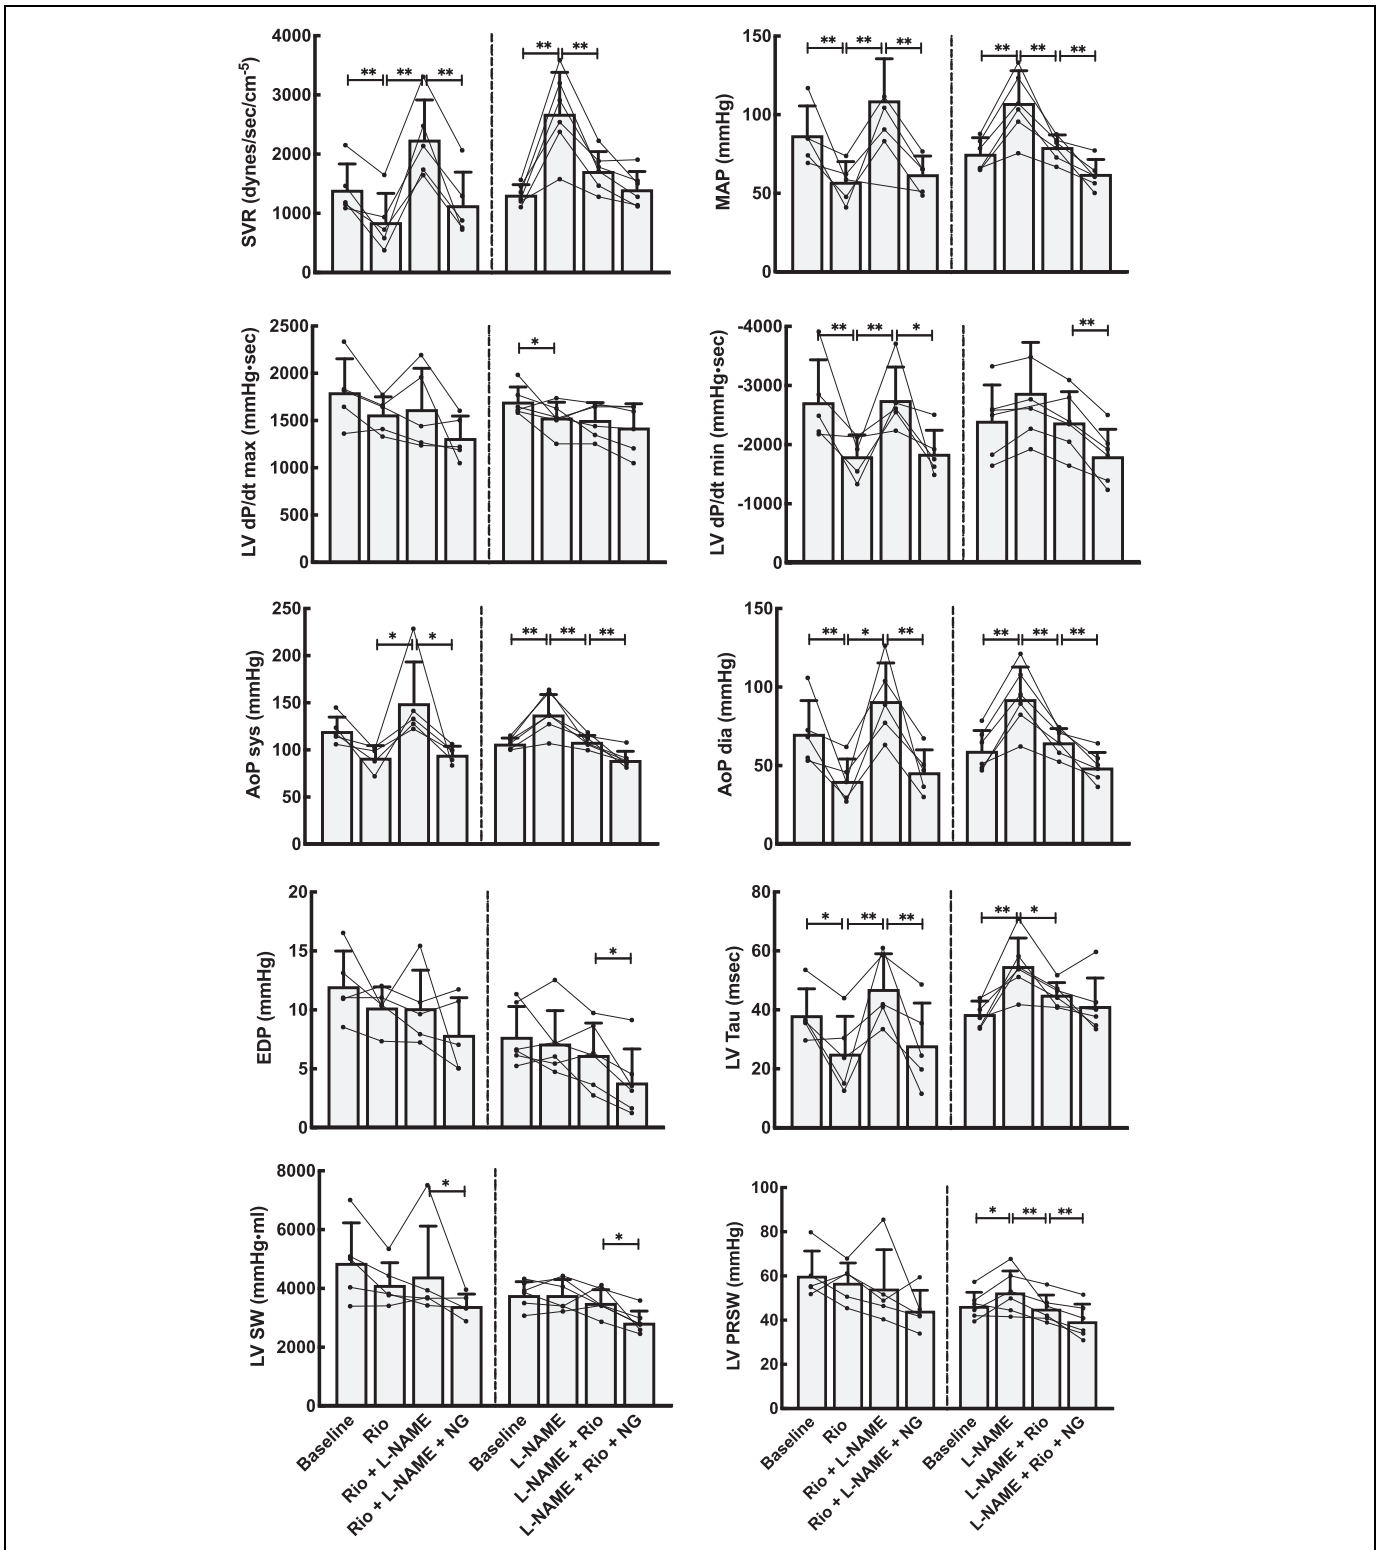 SVR (dynes/sec/cm-5)
4000
3000
2000
1000
0
** ** **
** **
MAP (mmHg)
150
100
50
0
** ** **
** ** **
LV dP/dt max (mmHg•sec)
2500
2000
1500
1000
500
0
*
LV dP/dt min (mmHg•sec)
-4000
-3000
-2000
-1000
0
** ** *
**
AoP sys (mmHg)
250
200
150
100
50
0
* *
** ** **
AoP dia (mmHg)
150
100
50
0
** * **
** ** **
EDP (mmHg)
20
15
10
5
0
*
LV Tau (msec)
80
60
40
20
0
* ** **
** *
LV SW (mmHg•ml)
8000
6000
4000
2000
0
*
*
Baseline
Rio
Rio + L-NAME
Rio + L-NAME + NG
Baseline
L-NAME
L-NAME + Rio
L-NAME + Rio + NG
LV PRSW (mmHg)
100
80
60
40
20
0
* ** **
Baseline
Rio
Rio + L-NAME
Rio + L-NAME + NG
Baseline
L-NAME
L-NAME + Rio
L-NAME + Rio + NG